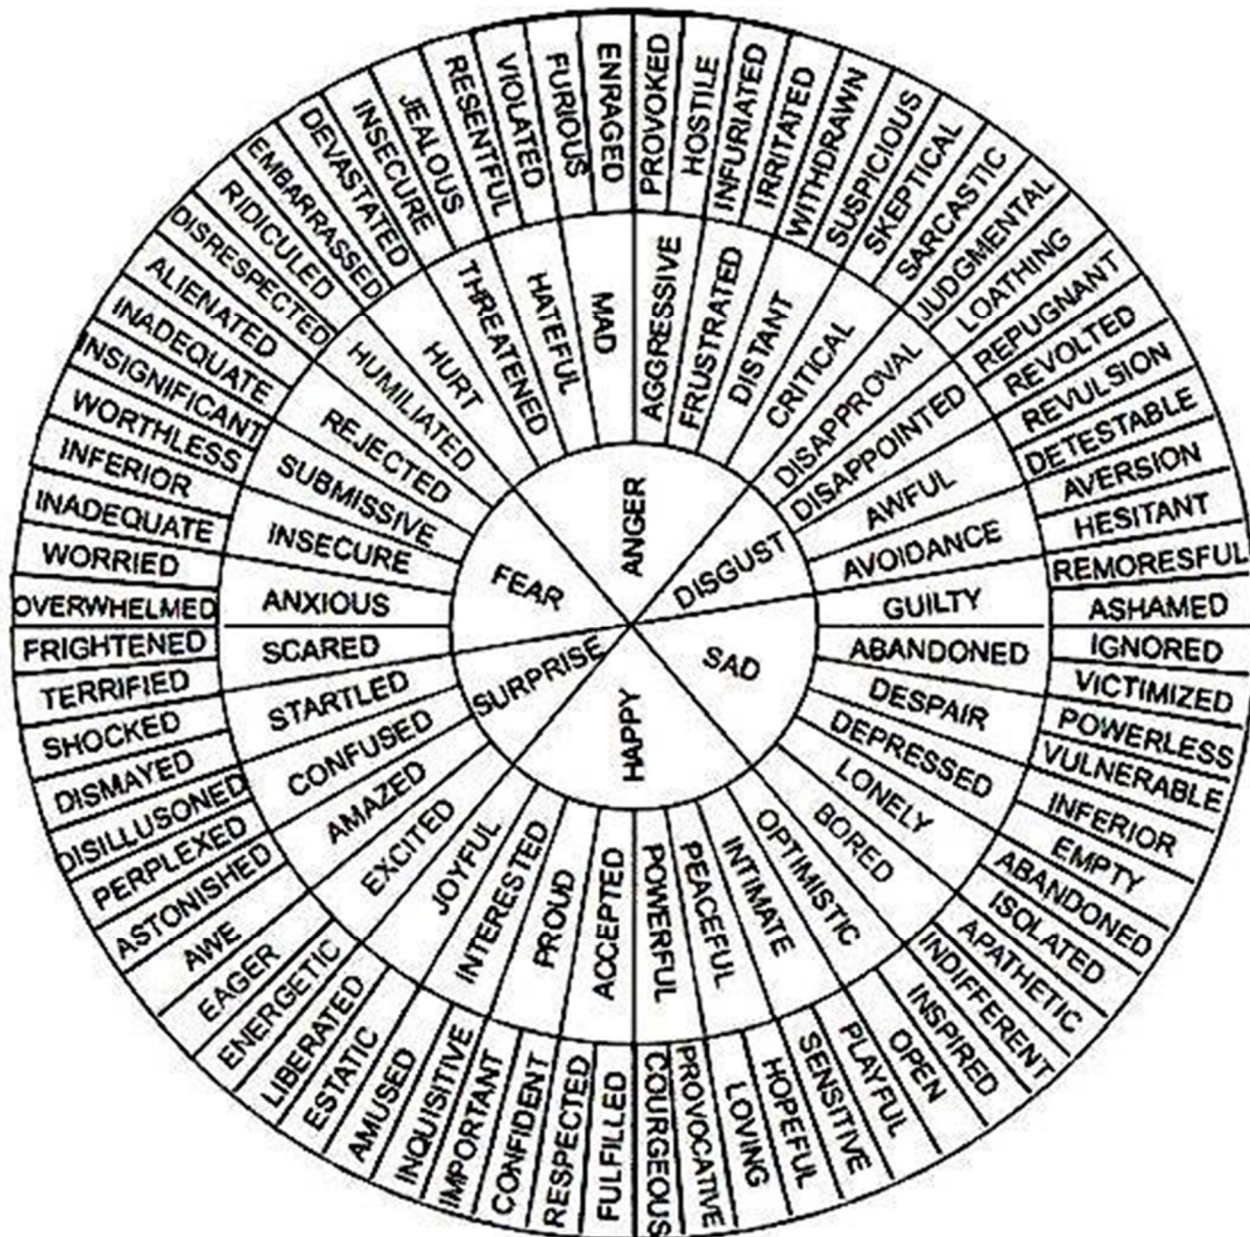 ANGER
DISGUST
SAD
HAPPY
SURPRISE
FEAR
MAD
AGGRESSIVE
FRUSTRATED
DISTANT
CRITICAL
DISAPPROVAL
DISAPPOINTED
AWFUL
AVOIDANCE
GUILTY
ABANDONED
DESPAIR
DEPRESSED
LONELY
BORED
OPTIMISTIC
INTIMATE
PEACEFUL
POWERFUL
ACCEPTED
PROUD
INTERESTED
JOYFUL
EXCITED
AMAZED
CONFUSED
STARTLED
SCARED
ANXIOUS
INSECURE
SUBMISSIVE
REJECTED
HUMILIATED
HURT
THREATENED
HATEFUL
ENRAGED
PROVOKED
HOSTILE
INFURIATED
IRRITATED
WITHDRAWN
SUSPICIOUS
SKEPTICAL
SARCASTIC
JUDGMENTAL
LOATHING
REPUGNANT
REVOLTED
REVULSION
DETESTABLE
AVERSION
HESITANT
REMORESFUL
ASHAMED
IGNORED
VICTIMIZED
POWERLESS
VULNERABLE
INFERIOR
EMPTY
ABANDONED
ISOLATED
APATHETIC
INDIFFERENT
INSPIRED
OPEN
PLAYFUL
SENSITIVE
HOPEFUL
LOVING
PROVOCATIVE
COURGEOUS
FULFILLED
RESPECTED
CONFIDENT
IMPORTANT
INQUISITIVE
AMUSED
ESTATIC
LIBERATED
ENERGETIC
EAGER
AWE
ASTONISHED
PERPLEXED
DISILLUSONED
DISMAYED
SHOCKED
TERRIFIED
FRIGHTENED
OVERWHELMED
WORRIED
INADEQUATE
INFERIOR
WORTHLESS
INSIGNIFICANT
INADEQUATE
ALIENATED
DISRESPECTED
RIDICULED
EMBARRASSED
DEVASTATED
INSECURE
JEALOUS
RESENTFUL
VIOLATED
FURIOUS